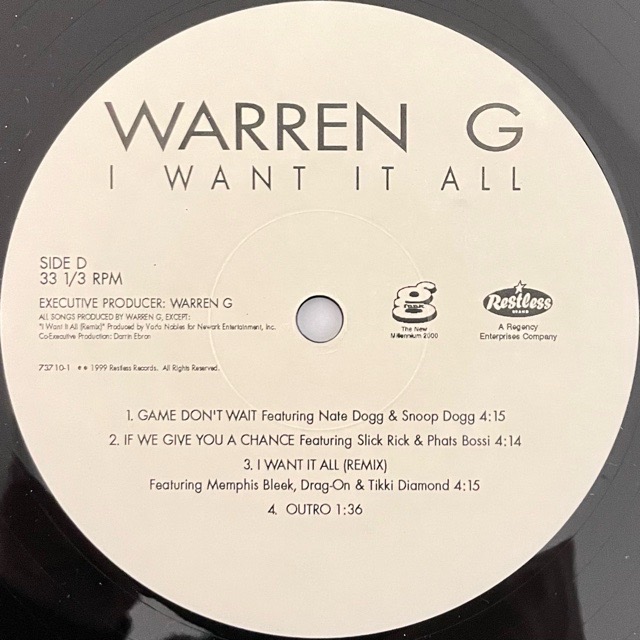 WARREN G
I WANT IT ALL
SIDE D
33 1/3 RPM
EXECUTIVE PRODUCER: WARREN G
ALL SONGS PRODUCED BY WARREN G, EXCEPT:
"I Want It All (Remix)" Produced by Nobles for Newark Entertainment, Inc.
Co-Executive Production: Darrin Ebron
73710-1 1999 Restless Records. All Rights Reserved.
The New
Millennium 2000
Restless
BRAND
A Regency
Enterprises Company
1. GAME DON'T WAIT Featuring Nate Dogg & Snoop Dogg 4:15
2. IF WE GIVE YOU A CHANCE Featuring Slick Rick & Phats Bossi 4:14
3. I WANT IT ALL (REMIX)
Featuring Memphis Bleek, Drag-On & Tikki Diamond 4:15
4. OUTRO 1:36